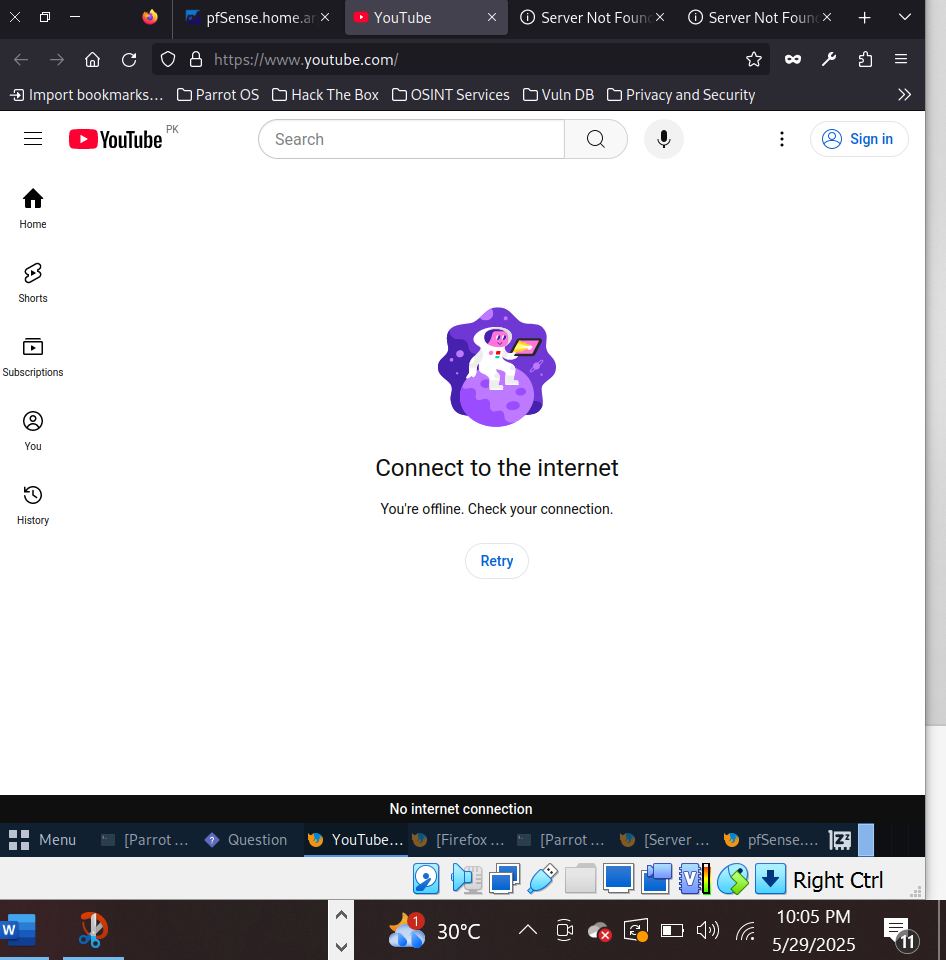 pfSense.home.ar
YouTube
Server Not Foun
Server Not Foun
https://www.youtube.com/
Import bookmarks...
Parrot OS
Hack The Box
OSINT Services
Vuln DB
Privacy and Security
YouTube PK
Search
Sign in
Home
Shorts
Subscriptions
You
History
Connect to the internet
You're offline. Check your connection.
Retry
No internet connection
Menu
[Parrot ...
Question
YouTube...
[Firefox ...
[Parrot ...
[Server ...
pfSense....
Right Ctrl
W
1
30°C
10:05 PM
5/29/2025
11